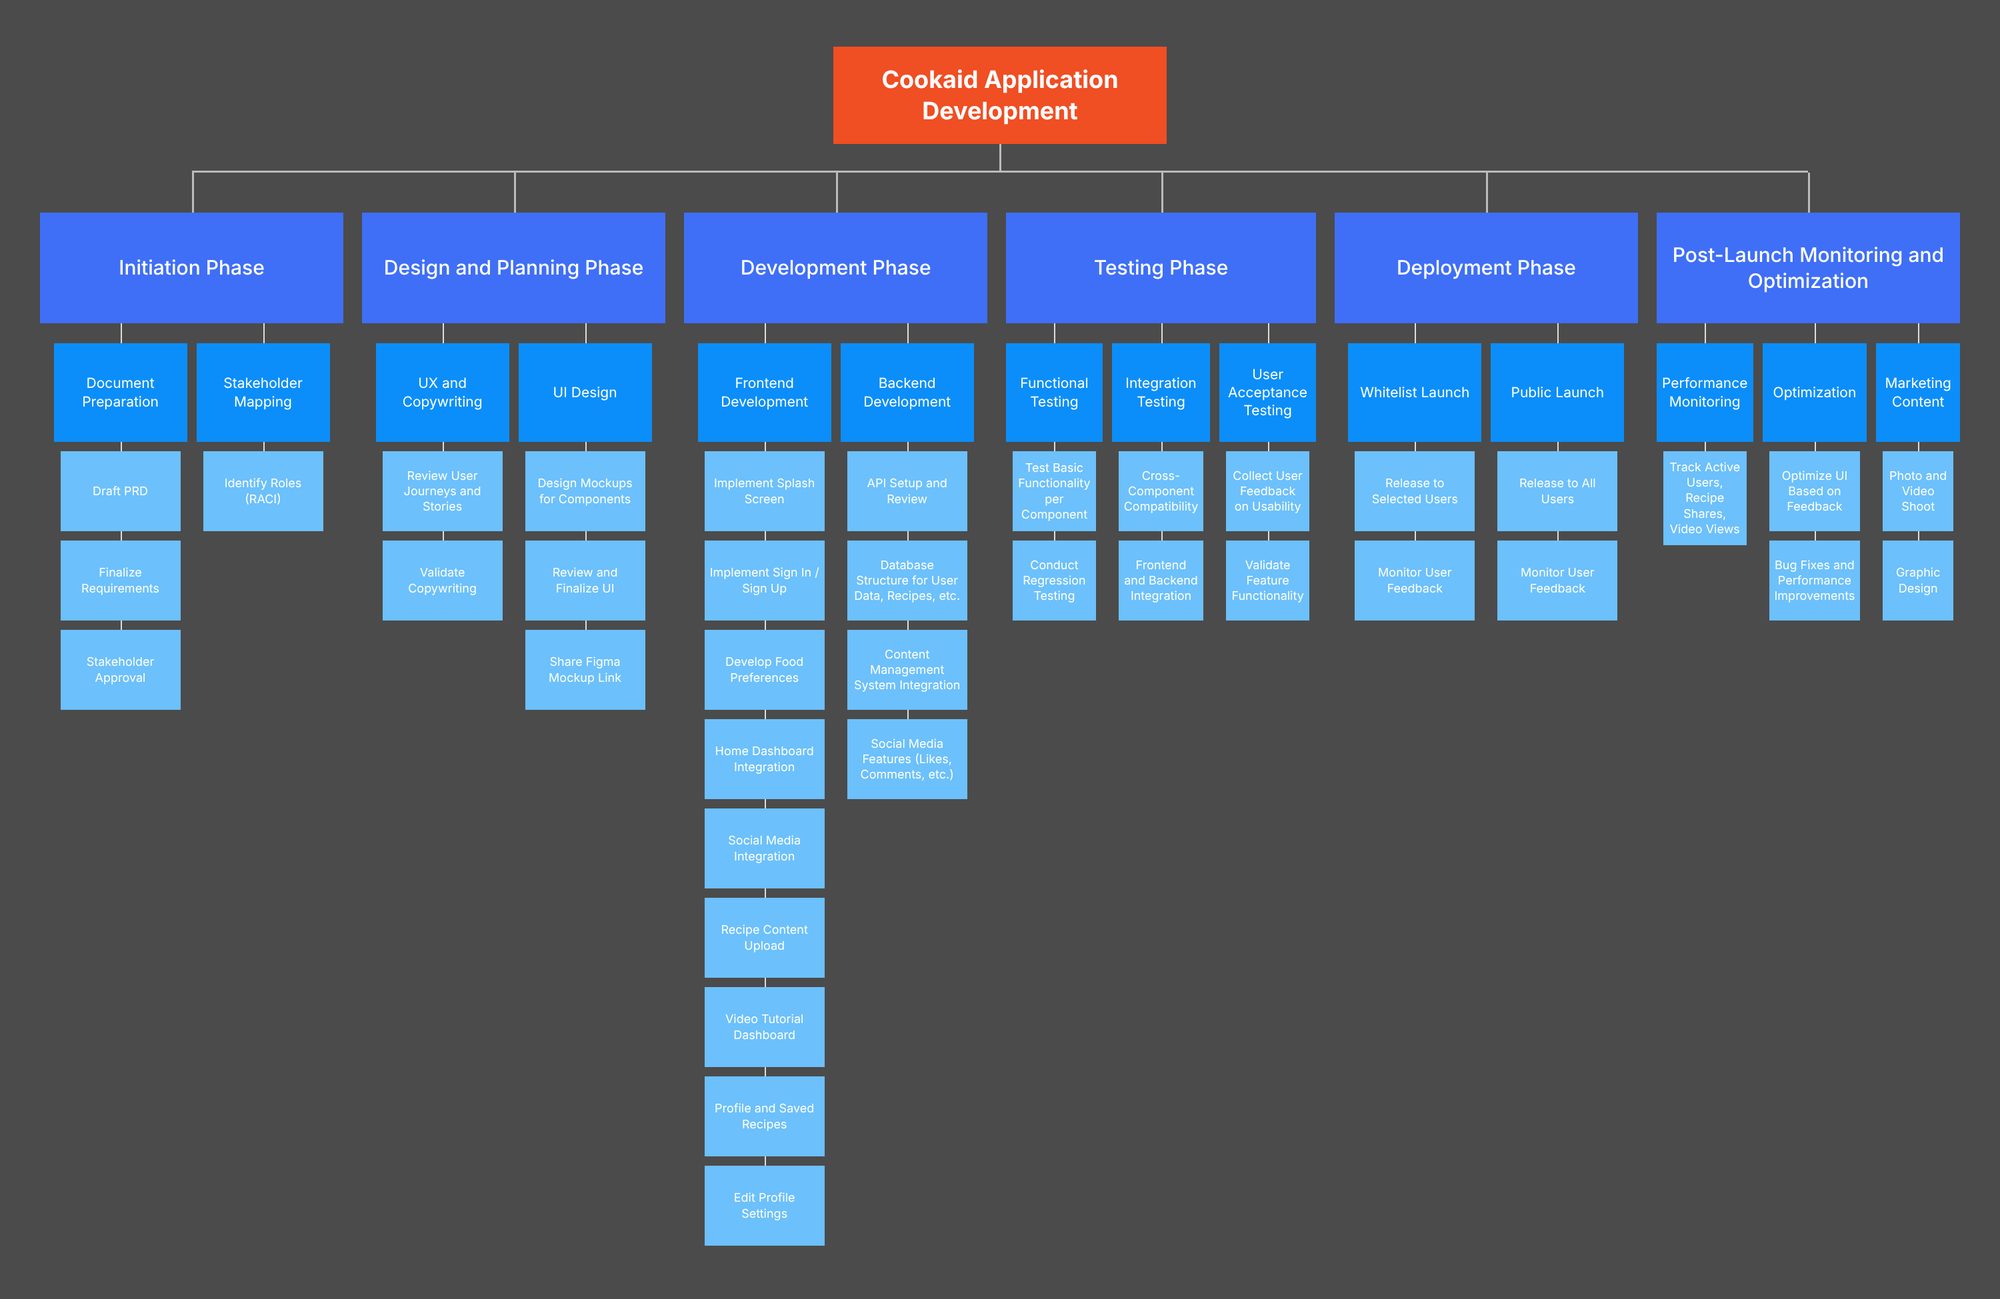 Cookaid Application
Development
Initiation Phase
Design and Planning Phase
Development Phase
Testing Phase
Deployment Phase
Post-Launch Monitoring and
Optimization
Document
Preparation
Stakeholder
Mapping
UX and
Copywriting
UI Design
Frontend
Development
Backend
Development
Functional
Testing
Integration
Testing
User
Acceptance
Testing
Whitelist Launch
Public Launch
Performance
Monitoring
Optimization
Marketing
Content
Draft PRD
Finalize
Requirements
Stakeholder
Approval
Identify Roles
(RACI)
Review User
Journeys and
Stories
Validate
Copywriting
Design Mockups
for Components
Review and
Finalize UI
Share Figma
Mockup Link
Implement Splash
Screen
Implement Sign In /
Sign Up
Develop Food
Preferences
Home Dashboard
Integration
Social Media
Integration
Recipe Content
Upload
Video Tutorial
Dashboard
Profile and Saved
Recipes
Edit Profile
Settings
API Setup and
Review
Database
Structure for User
Data, Recipes, etc.
Content
Management
System Integration
Social Media
Features (Likes,
Comments, etc.)
Test Basic
Functionality
per
Component
Conduct
Regression
Testing
Cross-
Component
Compatibility
Frontend
and Backend
Integration
Collect User
Feedback
on Usability
Validate
Feature
Functionality
Release to
Selected Users
Monitor User
Feedback
Release to All
Users
Monitor User
Feedback
Track Active
Users,
Recipe
Shares,
Video Views
Optimize UI
Based on
Feedback
Bug Fixes and
Performance
Improvements
Photo and
Video
Shoot
Graphic
Design